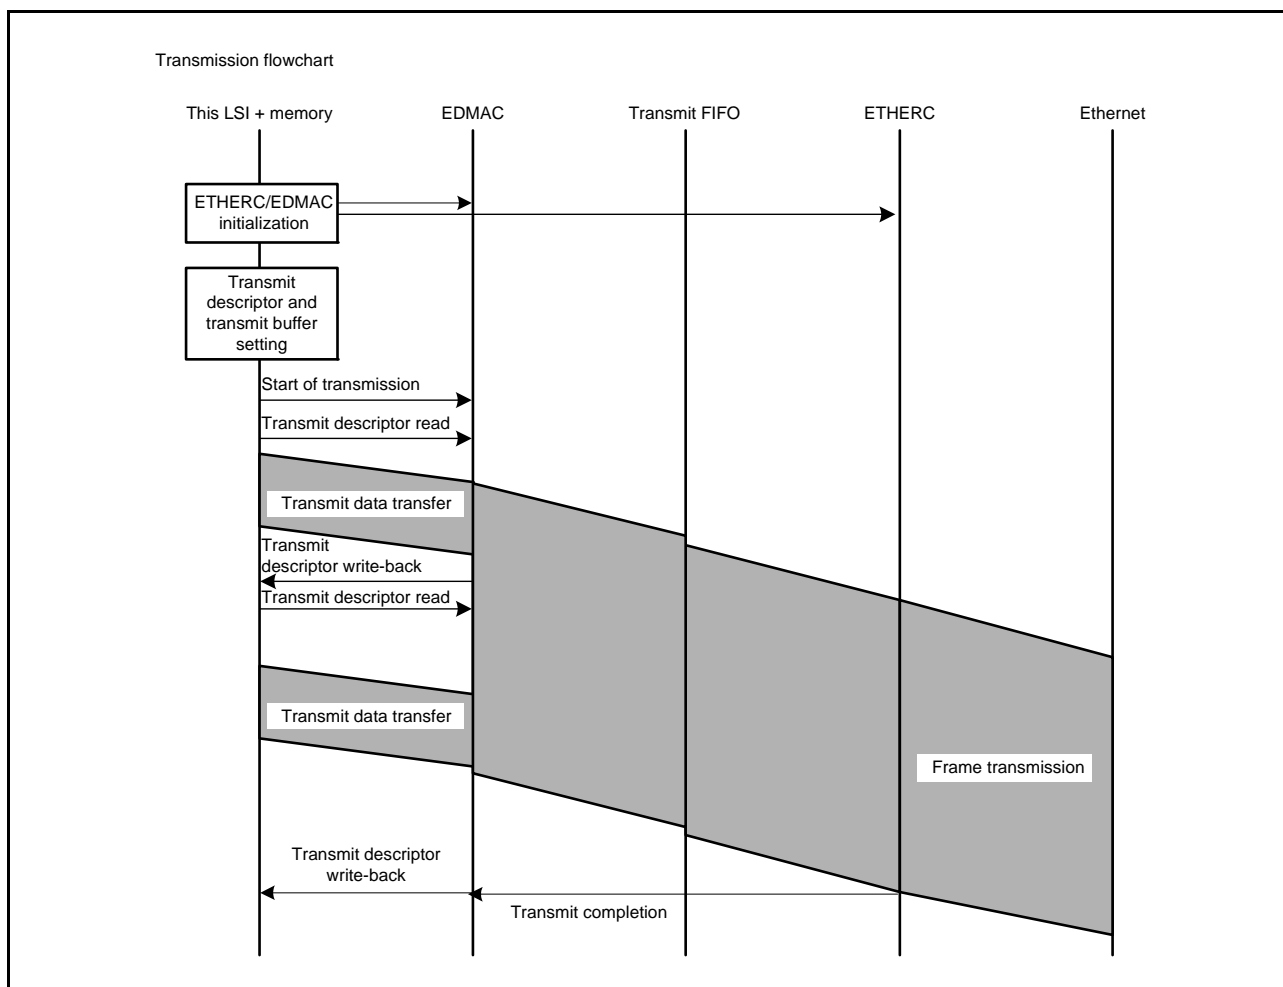 Transmission flowchart
This LSI + memory
EDMAC
Transmit FIFO
ETHERC
Ethernet
ETHERC/EDMAC
initialization
Transmit
descriptor and
transmit buffer
setting
Start of transmission
Transmit descriptor read
Transmit data transfer
Transmit
descriptor write-back
Transmit descriptor read
Transmit data transfer
Frame transmission
Transmit descriptor
write-back
Transmit completion